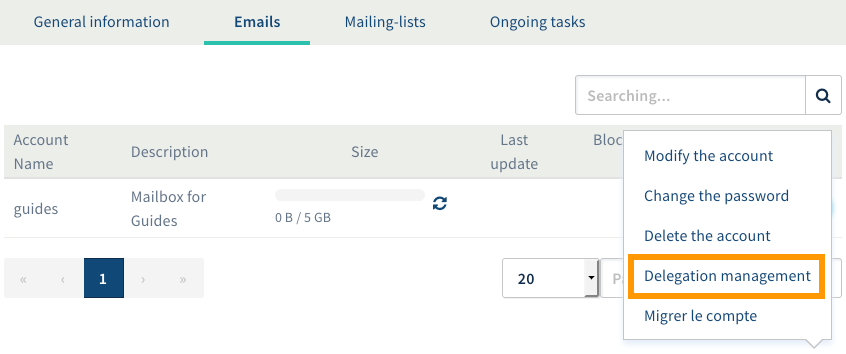 General information
Emails
Mailing-lists
Ongoing tasks
Searching...
Account Name
Description
Size
Last update
Bloc
guides
Mailbox for Guides
0 B / 5 GB
Modify the account
Change the password
Delete the account
Delegation management
Migrer le compte
« ‹ 1 › »
20